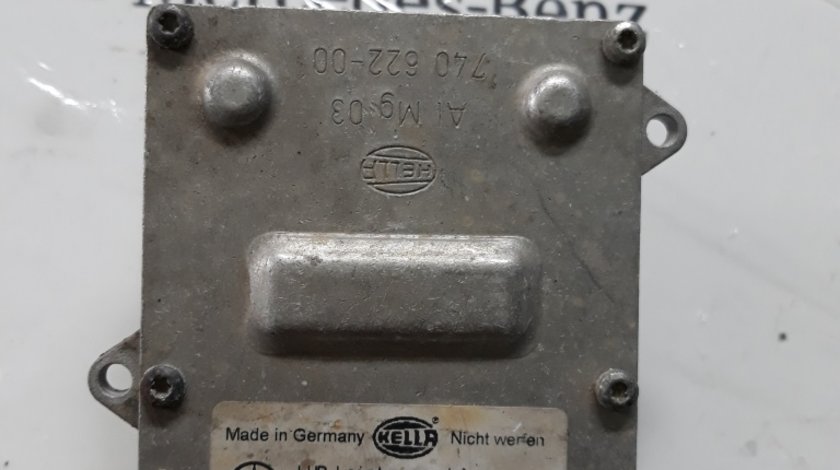 740 622-00
Al Mg 03
HELLA
Made in Germany HELLA ® Nicht werfen